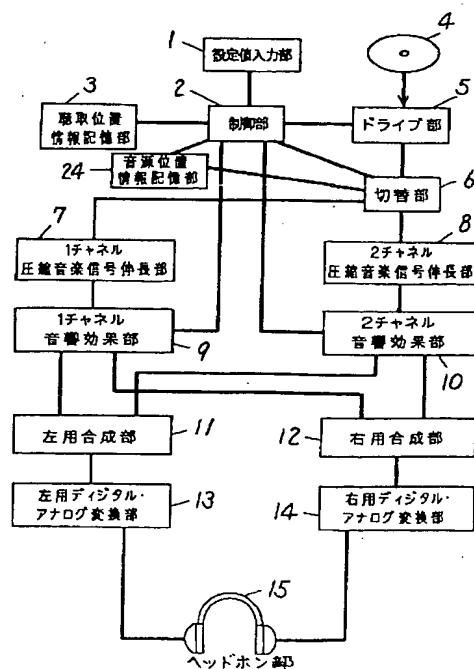 1
設定値入力部
4
3
2
5
聴取位置
情報記憶部
制御部
ドライブ部
24
音源位置
情報記憶部
6
切替部
7
8
1チャネル
圧縮音楽信号伸長部
2チャネル
圧縮音楽信号伸長部
1チャネル
音響効果部
2チャネル
音響効果部
9
10
左用合成部
11
12
右用合成部
左用ディジタル・
アナログ変換部
13
14
右用ディジタル・
アナログ変換部
15
ヘッドホン部